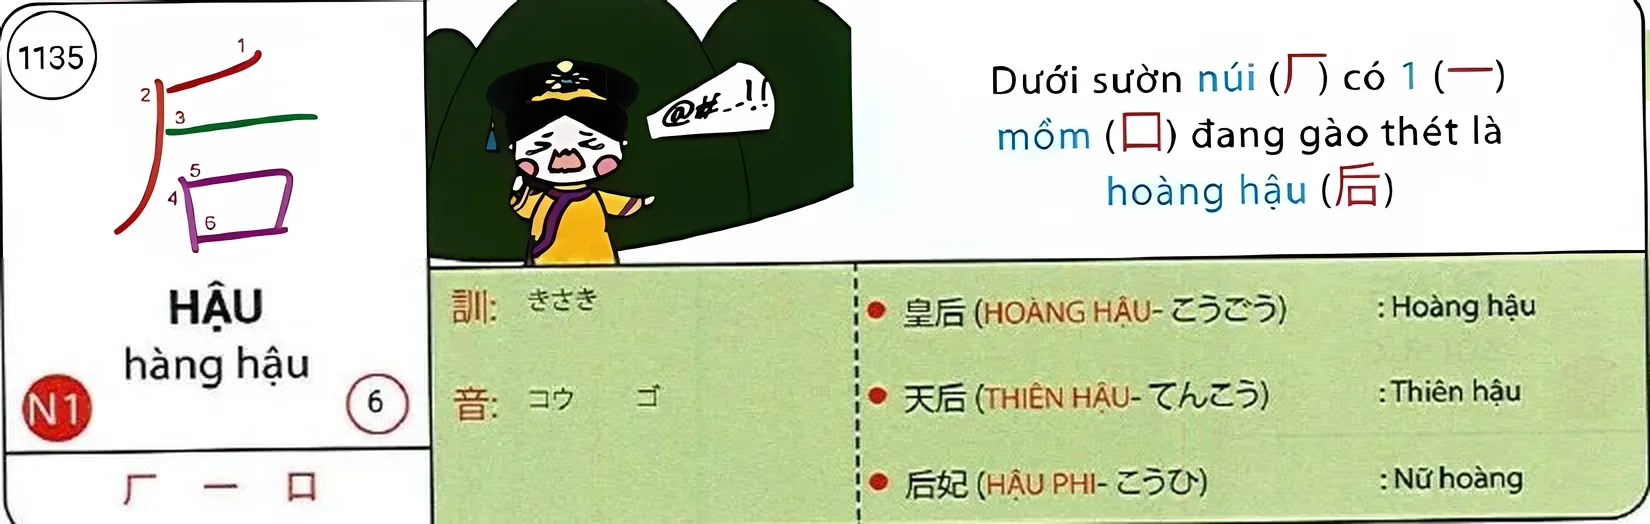 1135
1
2
3
4
5
6
后
HẬU
hàng hậu
N1
6
厂 一 口
@#...!!
Dưới sườn núi (厂) có 1 (一)
mồm (口) đang gào thét là
hoàng hậu (后)
訓: きさき
音: コウ ゴ
皇后 (HOÀNG HẬU- こうごう) : Hoàng hậu
天后 (THIÊN HẬU- てんこう) : Thiên hậu
后妃 (HẬU PHI- こうひ) : Nữ hoàng